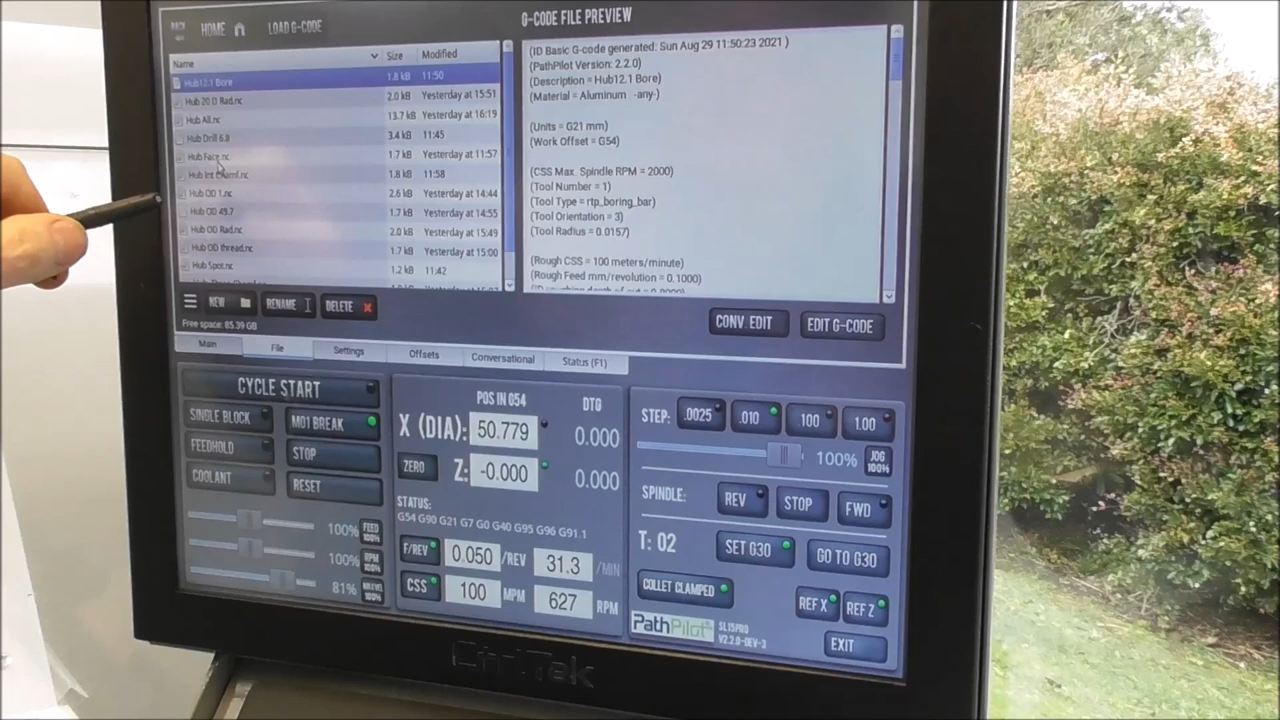 BACK
HOME
LOAD G-CODE
G-CODE FILE PREVIEW
Name Size Modified
Hub12.1 Bore 1.8 kB 11:50
Hub 20 D Rad.nc 2.0 kB Yesterday at 15:51
Hub All.nc 13.7 kB Yesterday at 16:19
Hub Drill 6.8 3.4 kB 11:45
Hub Face.nc 1.7 kB Yesterday at 11:57
Hub Int Chamf.nc 1.8 kB 11:58
Hub OD 1.nc 2.6 kB Yesterday at 14:44
Hub OD 49.7 1.7 kB Yesterday at 14:55
Hub OD Rad.nc 2.0 kB Yesterday at 15:49
Hub OD thread.nc 1.7 kB Yesterday at 15:00
Hub Spot.nc 1.2 kB 11:42
(ID Basic G-code generated: Sun Aug 29 11:50:23 2021 )
(PathPilot Version: 2.2.0)
(Description = Hub12.1 Bore)
(Material = Aluminum -any-)
(Units = G21 mm)
(Work Offset = G54)
(CSS Max. Spindle RPM = 2000)
(Tool Number = 1)
(Tool Type = rtp_boring_bar)
(Tool Orientation = 3)
(Tool Radius = 0.0157)
(Rough CSS = 100 meters/minute)
(Rough Feed mm/revolution = 0.1000)
NEW
RENAME
DELETE
CONV. EDIT
EDIT G-CODE
Free space: 85.39 GB
Main File Settings Offsets Conversational Status (F1)
CYCLE START
SINGLE BLOCK
M01 BREAK
FEEDHOLD
STOP
COOLANT
RESET
100% FEED 100%
100% RPM 100%
81% MAX VEL 100%
POS IN G54
DTG
X (DIA): 50.779 0.000
ZERO
Z: -0.000 0.000
STATUS:
G54 G90 G21 G7 G0 G40 G95 G96 G91.1
F/REV 0.050 /REV 31.3 /MIN
CSS 100 MPM 627 RPM
STEP: .0025 .010 .100 1.00
100% JOG 100%
SPINDLE: REV STOP FWD
T: 02 SET G30 GO TO G30
COLLET CLAMPED
REF X REF Z
PathPilot
SL15PRO
V2.2.0-DEV-3
EXIT